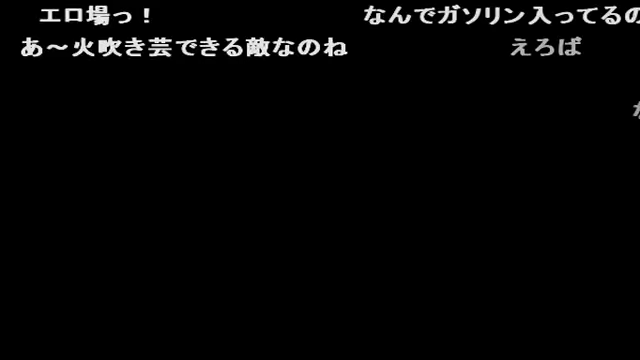 エロ場っ！
なんでガソリン入ってるの
あ～火吹き芸できる敵なのね
えろば